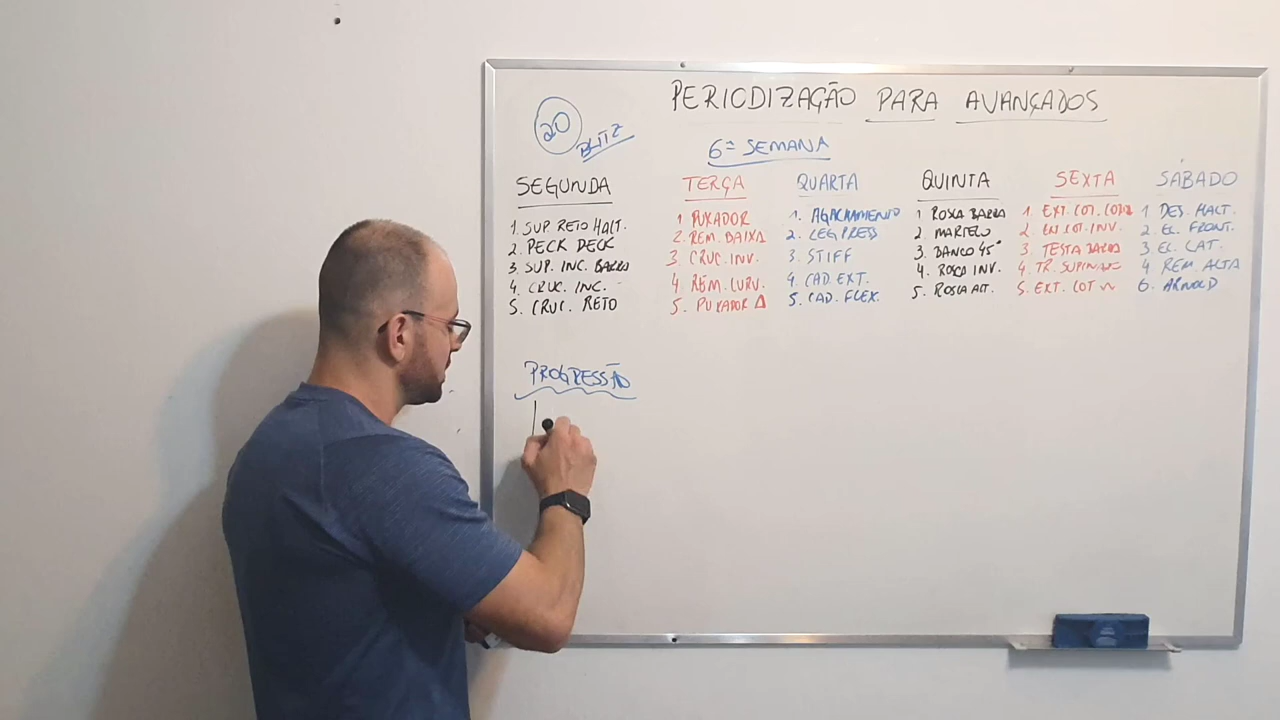 PERIODIZAÇÃO PARA AVANÇADOS
20
BLITZ
6ª SEMANA
SEGUNDA
1. SUP RETO HALT.
2. PECK DECK
3. SUP. INC. BARRA
4. CRUC. INC.
5. CRUC. RETO
TERÇA
1 PUXADOR
2. REM. BAIXA
3. CRUC. INV.
4. REM. CURV.
5. PUXADOR Δ
QUARTA
1. AGACHAMENTO
2. LEG PRESS
3. STIFF
4. CAD. EXT.
5. CAD. FLEX.
QUINTA
1 ROSCA BARRA
2. MARTELO
3. BANCO 45°
4. ROSCA INV.
5. ROSCA ALT.
SEXTA
1. EXT. COT. CORDA
2. EXT COT. INV.
3. TESTA BARRA
4. TR. SUPINADO
5. EXT. COT
SÁBADO
1 DES. HALT.
2. EL. FRONT.
3 EL. LAT.
4 REM ALTA
6. ARNOLD
PROGRESSÃO